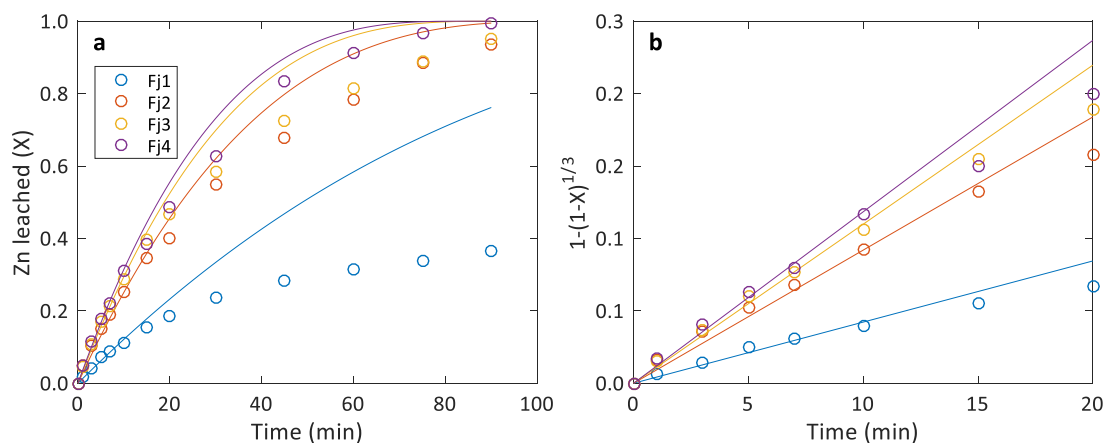 a
Fj1
Fj2
Fj3
Fj4
1.0
0.8
0.6
0.4
0.2
0.0
Zn leached (X)
0 20 40 60 80 100
Time (min)
b
0.3
0.2
0.2
0.1
0.1
0.0
1-(1-X)^1/3
0 5 10 15 20
Time (min)